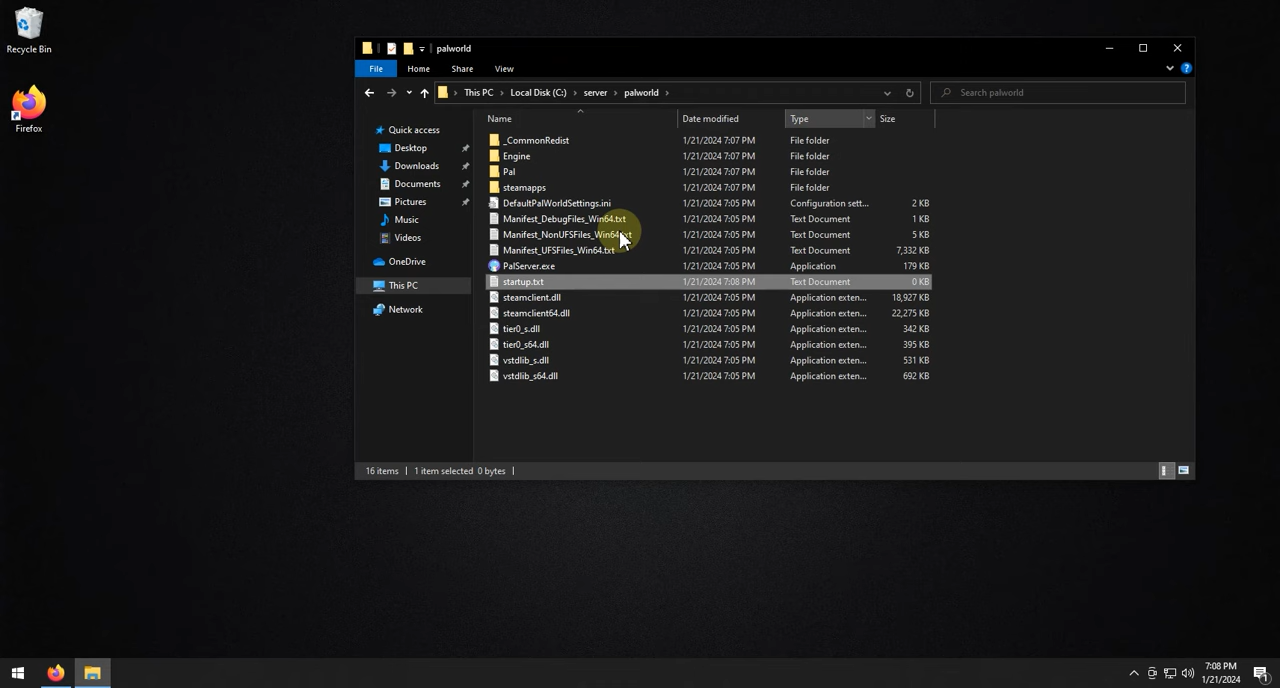 Recycle Bin
Firefox
palworld
File Home Share View
This PC Local Disk (C:) server palworld
Search palworld
Quick access
Desktop
Downloads
Documents
Pictures
Music
Videos
OneDrive
This PC
Network
Name Date modified Type Size
_CommonRedist 1/21/2024 7:07 PM File folder
Engine 1/21/2024 7:07 PM File folder
Pal 1/21/2024 7:07 PM File folder
steamapps 1/21/2024 7:07 PM File folder
DefaultPalWorldSettings.ini 1/21/2024 7:05 PM Configuration sett... 2 KB
Manifest_DebugFiles_Win64.txt 1/21/2024 7:05 PM Text Document 1 KB
Manifest_NonUFSFiles_Win64.txt 1/21/2024 7:05 PM Text Document 5 KB
Manifest_UFSFiles_Win64.txt 1/21/2024 7:05 PM Text Document 7,332 KB
PalServer.exe 1/21/2024 7:05 PM Application 179 KB
startup.txt 1/21/2024 7:08 PM Text Document 0 KB
steamclient.dll 1/21/2024 7:05 PM Application exten... 18,927 KB
steamclient64.dll 1/21/2024 7:05 PM Application exten... 22,275 KB
tier0_s.dll 1/21/2024 7:05 PM Application exten... 342 KB
tier0_s64.dll 1/21/2024 7:05 PM Application exten... 395 KB
vstdlib_s.dll 1/21/2024 7:05 PM Application exten... 531 KB
vstdlib_s64.dll 1/21/2024 7:05 PM Application exten... 692 KB
16 items 1 item selected 0 bytes
7:08 PM
1/21/2024
1